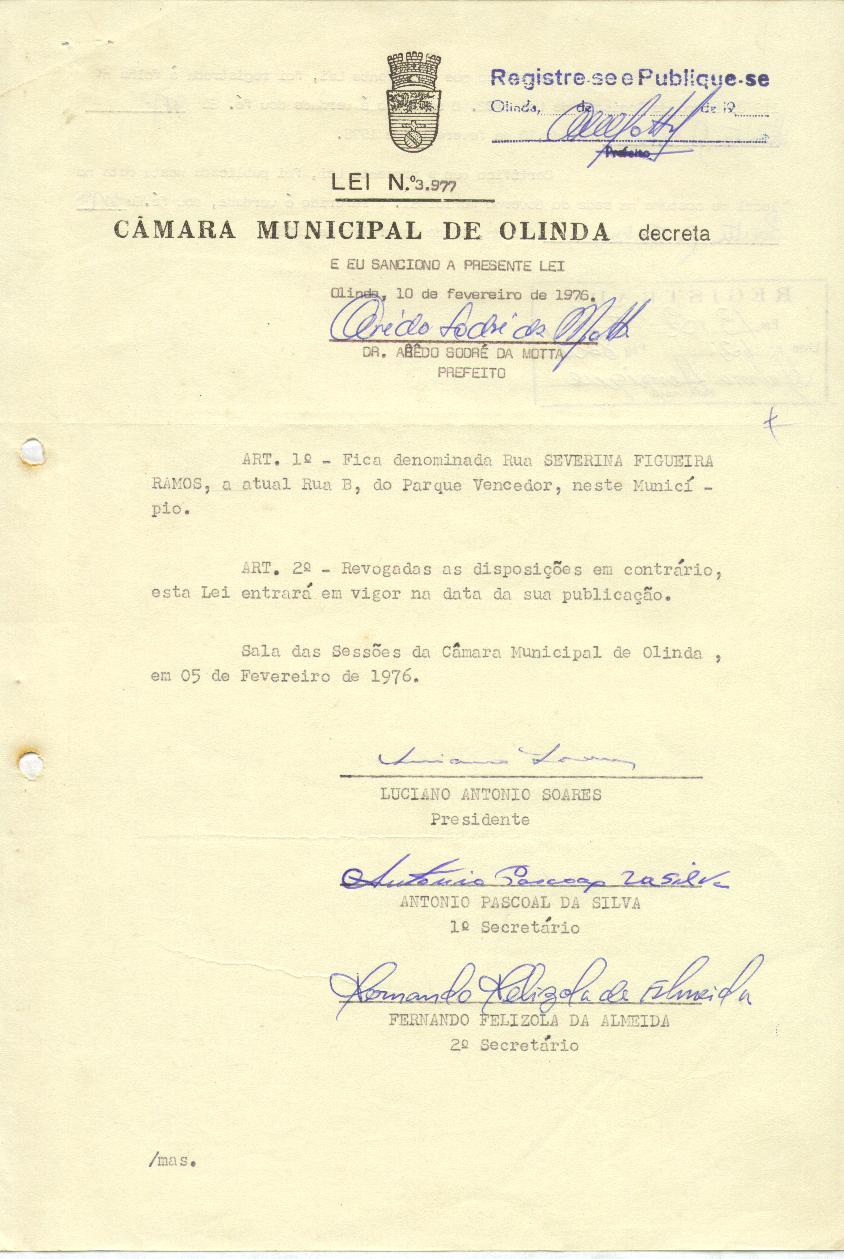 Registre-se e Publique-se
Olinda, de de 19
Prefeito
LEI N.º 3.977
CÂMARA MUNICIPAL DE OLINDA decreta
E EU SANCIONO A PRESENTE LEI
Olinda, 10 de fevereiro de 1976.
Arêdo Sodré da Motta
DR. ARÊDO SODRÉ DA MOTTA
PREFEITO
ART. 1º - Fica denominada Rua SEVERINA FIGUEIRA
RAMOS, a atual Rua B, do Parque Vencedor, neste Municí -
pio.
ART. 2º - Revogadas as disposições em contrário,
esta Lei entrará em vigor na data da sua publicação.
Sala das Sessões da Câmara Municipal de Olinda ,
em 05 de Fevereiro de 1976.
Luciano Soares
LUCIANO ANTONIO SOARES
Presidente
Antônio Pascoal da Silva
ANTONIO PASCOAL DA SILVA
1º Secretário
Fernando Felizola de Almeida
FERNANDO FELIZOLA DA ALMEIDA
2º Secretário
/mas.